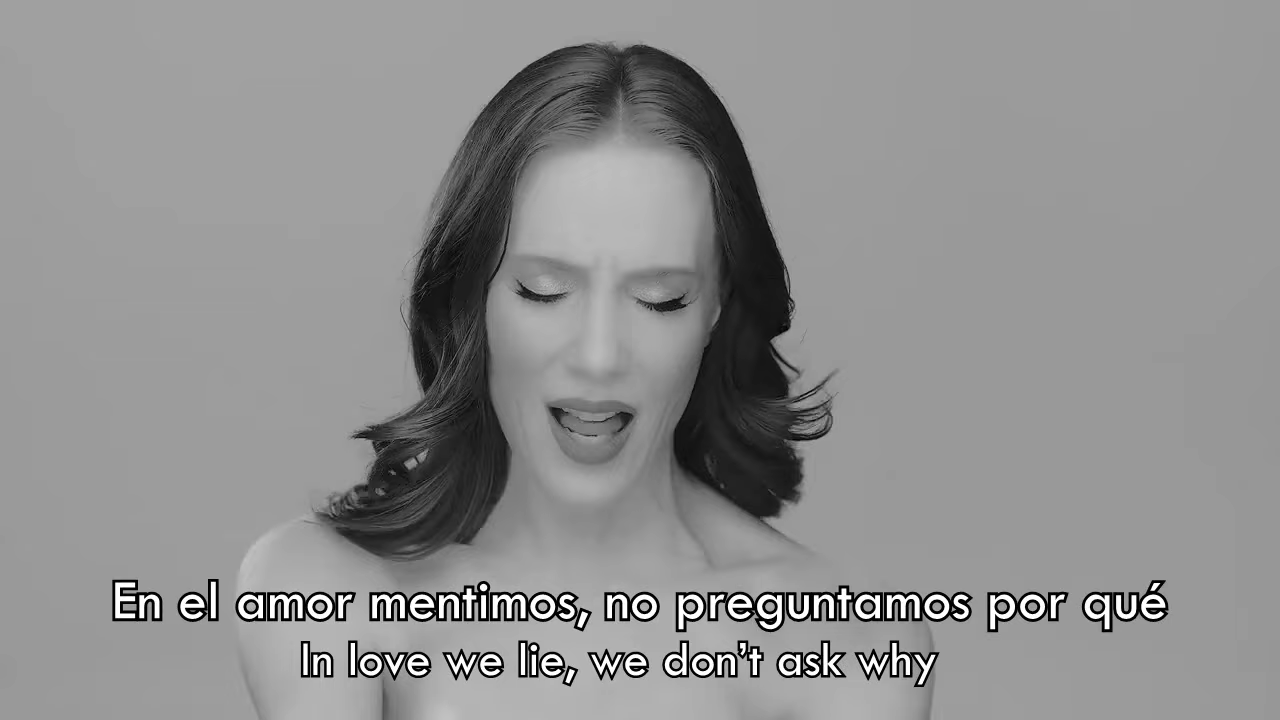 En el amor mentimos, no preguntamos por qué
In love we lie, we don't ask why